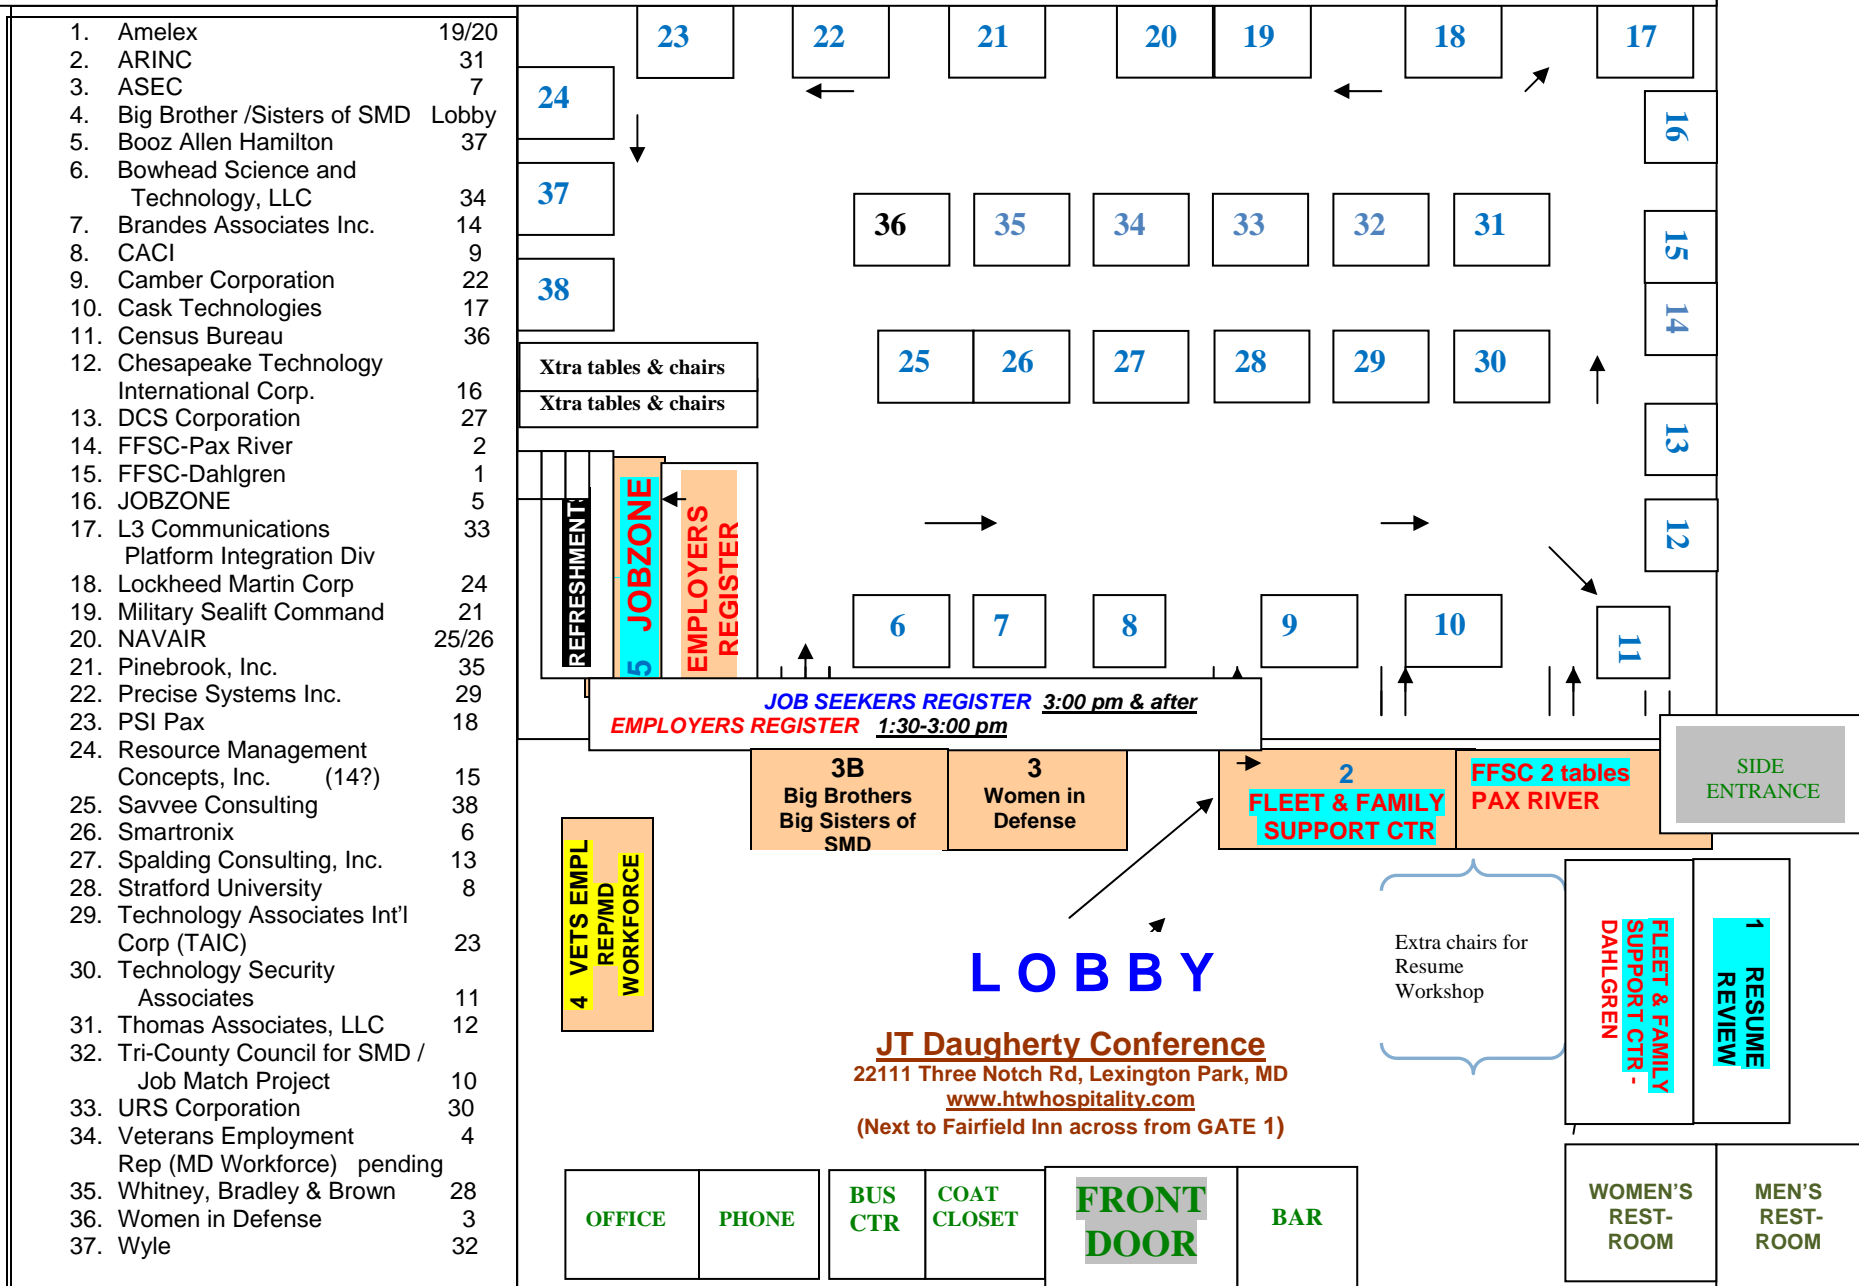 1. Amelex 19/20
2. ARINC 31
3. ASEC 7
4. Big Brother /Sisters of SMD Lobby
5. Booz Allen Hamilton 37
6. Bowhead Science and
Technology, LLC 34
7. Brandes Associates Inc. 14
8. CACI 9
9. Camber Corporation 22
10. Cask Technologies 17
11. Census Bureau 36
12. Chesapeake Technology
International Corp. 16
13. DCS Corporation 27
14. FFSC-Pax River 2
15. FFSC-Dahlgren 1
16. JOBZONE 5
17. L3 Communications 33
Platform Integration Div
18. Lockheed Martin Corp 24
19. Military Sealift Command 21
20. NAVAIR 25/26
21. Pinebrook, Inc. 35
22. Precise Systems Inc. 29
23. PSI Pax 18
24. Resource Management
Concepts, Inc. (14?) 15
25. Savvee Consulting 38
26. Smartronix 6
27. Spalding Consulting, Inc. 13
28. Stratford University 8
29. Technology Associates Int'l
Corp (TAIC) 23
30. Technology Security
Associates 11
31. Thomas Associates, LLC 12
32. Tri-County Council for SMD /
Job Match Project 10
33. URS Corporation 30
34. Veterans Employment 4
Rep (MD Workforce) pending
35. Whitney, Bradley & Brown 28
36. Women in Defense 3
37. Wyle 32
23 22 21 20 19 18 17
24
16
37
36 35 34 33 32 31
15
38
14
25 26 27 28 29 30
Xtra tables & chairs
Xtra tables & chairs
13
12
REFRESHMENTS
5 JOBZONE
EMPLOYERS
REGISTER
6 7 8 9 10
11
JOB SEEKERS REGISTER 3:00 pm & after
EMPLOYERS REGISTER 1:30-3:00 pm
3B
Big Brothers
Big Sisters of
SMD
3
Women in
Defense
2
FLEET & FAMILY
SUPPORT CTR
FFSC 2 tables
PAX RIVER
SIDE
ENTRANCE
4 VETS EMPL
REP/MD
WORKFORCE
Extra chairs for
Resume
Workshop
FLEET & FAMILY
SUPPORT CTR -
DAHLGREN
1 RESUME
REVIEW
L O B B Y
JT Daugherty Conference
22111 Three Notch Rd, Lexington Park, MD
www.htwhospitality.com
(Next to Fairfield Inn across from GATE 1)
OFFICE
PHONE
BUS
CTR
COAT
CLOSET
FRONT
DOOR
BAR
WOMEN'S
REST-
ROOM
MEN'S
REST-
ROOM